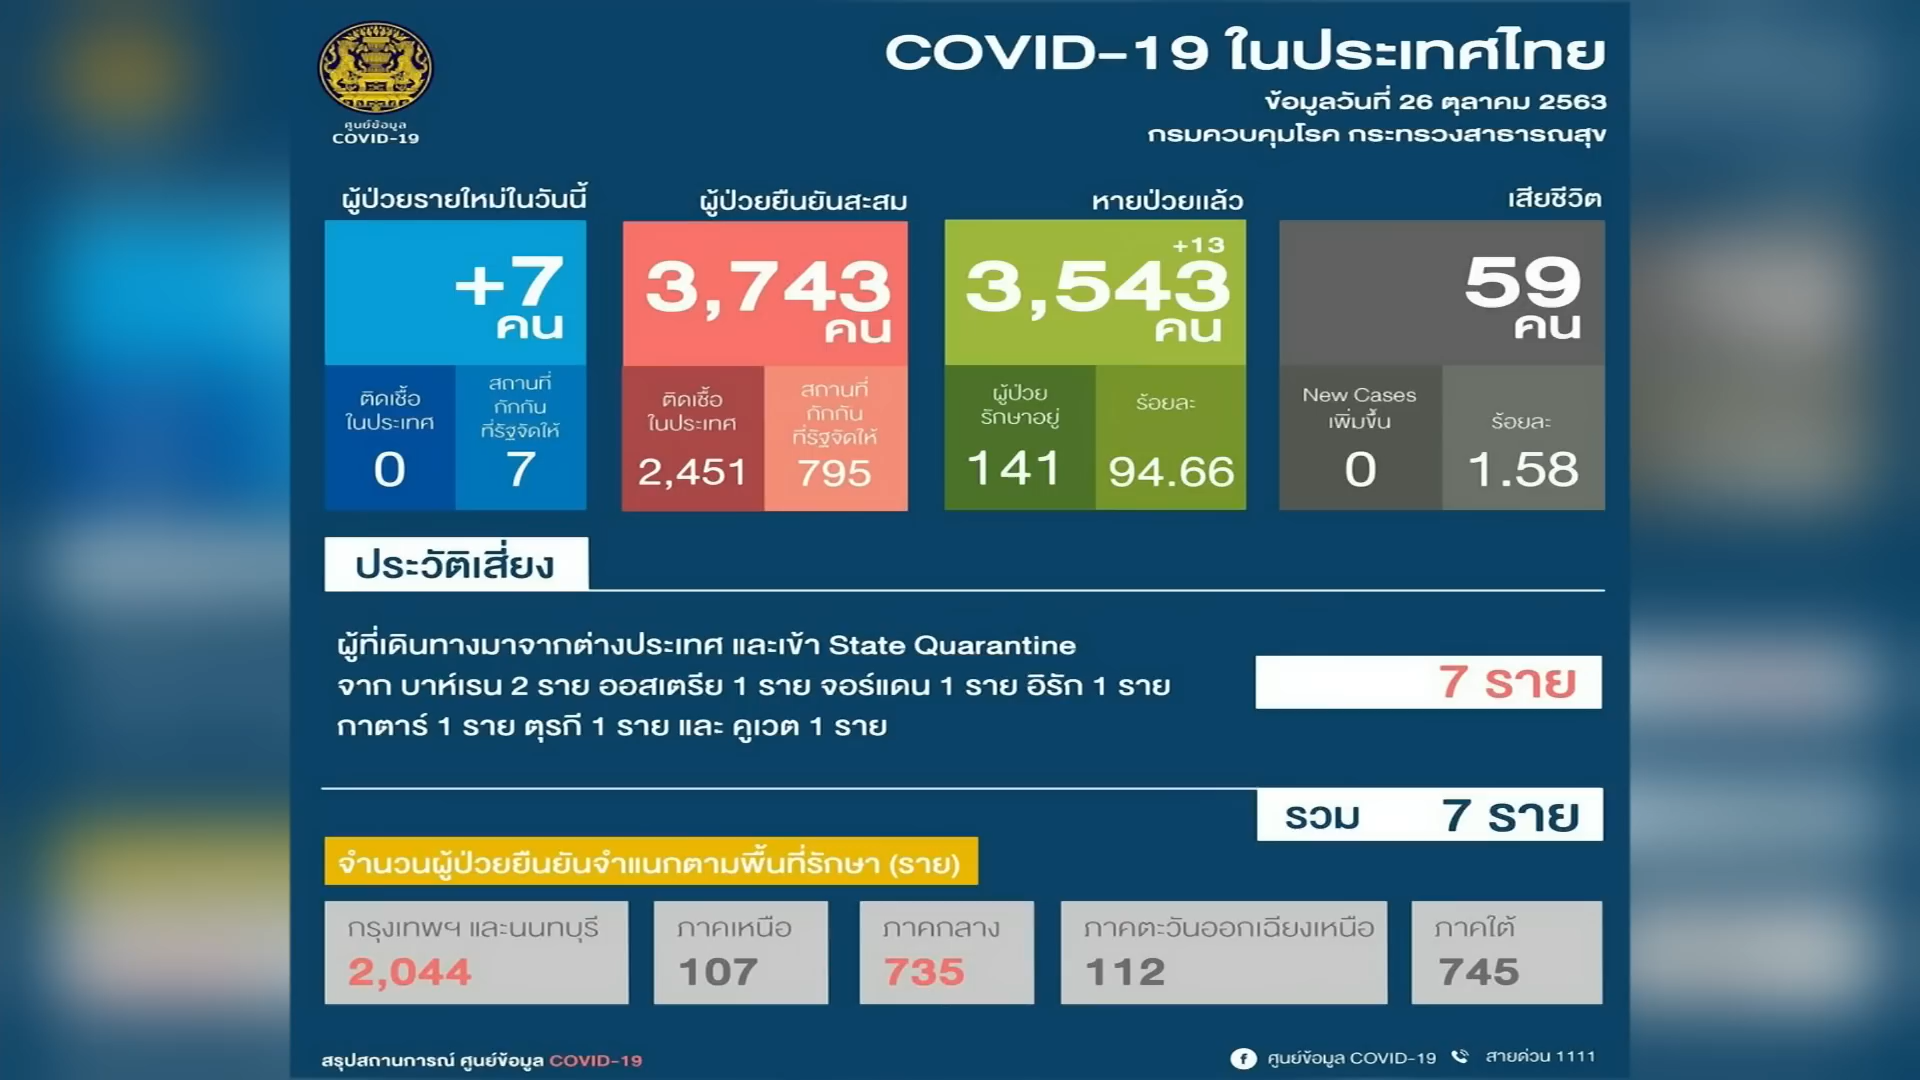 ศูนย์ข้อมูล
COVID-19
COVID-19 ในประเทศไทย
ข้อมูลวันที่ 26 ตุลาคม 2563
กรมควบคุมโรค กระทรวงสาธารณสุข
ผู้ป่วยรายใหม่ในวันนี้
+7
คน
ติดเชื้อ
ในประเทศ
0
สถานที่
กักกัน
ที่รัฐจัดให้
7
ผู้ป่วยยืนยันสะสม
3,743
คน
ติดเชื้อ
ในประเทศ
2,451
สถานที่
กักกัน
ที่รัฐจัดให้
795
หายป่วยแล้ว
+13
3,543
คน
ผู้ป่วย
รักษาอยู่
141
ร้อยละ
94.66
เสียชีวิต
59
คน
New Cases
เพิ่มขึ้น
0
ร้อยละ
1.58
ประวัติเสี่ยง
ผู้ที่เดินทางมาจากต่างประเทศ และเข้า State Quarantine
จาก บาห์เรน 2 ราย ออสเตรีย 1 ราย จอร์แดน 1 ราย อิรัก 1 ราย
กาตาร์ 1 ราย ตุรกี 1 ราย และ คูเวต 1 ราย
7 ราย
รวม 7 ราย
จำนวนผู้ป่วยยืนยันจำแนกตามพื้นที่รักษา (ราย)
กรุงเทพฯ และนนทบุรี
2,044
ภาคเหนือ
107
ภาคกลาง
735
ภาคตะวันออกเฉียงเหนือ
112
ภาคใต้
745
สรุปสถานการณ์ ศูนย์ข้อมูล COVID-19
ศูนย์ข้อมูล COVID-19 สายด่วน 1111